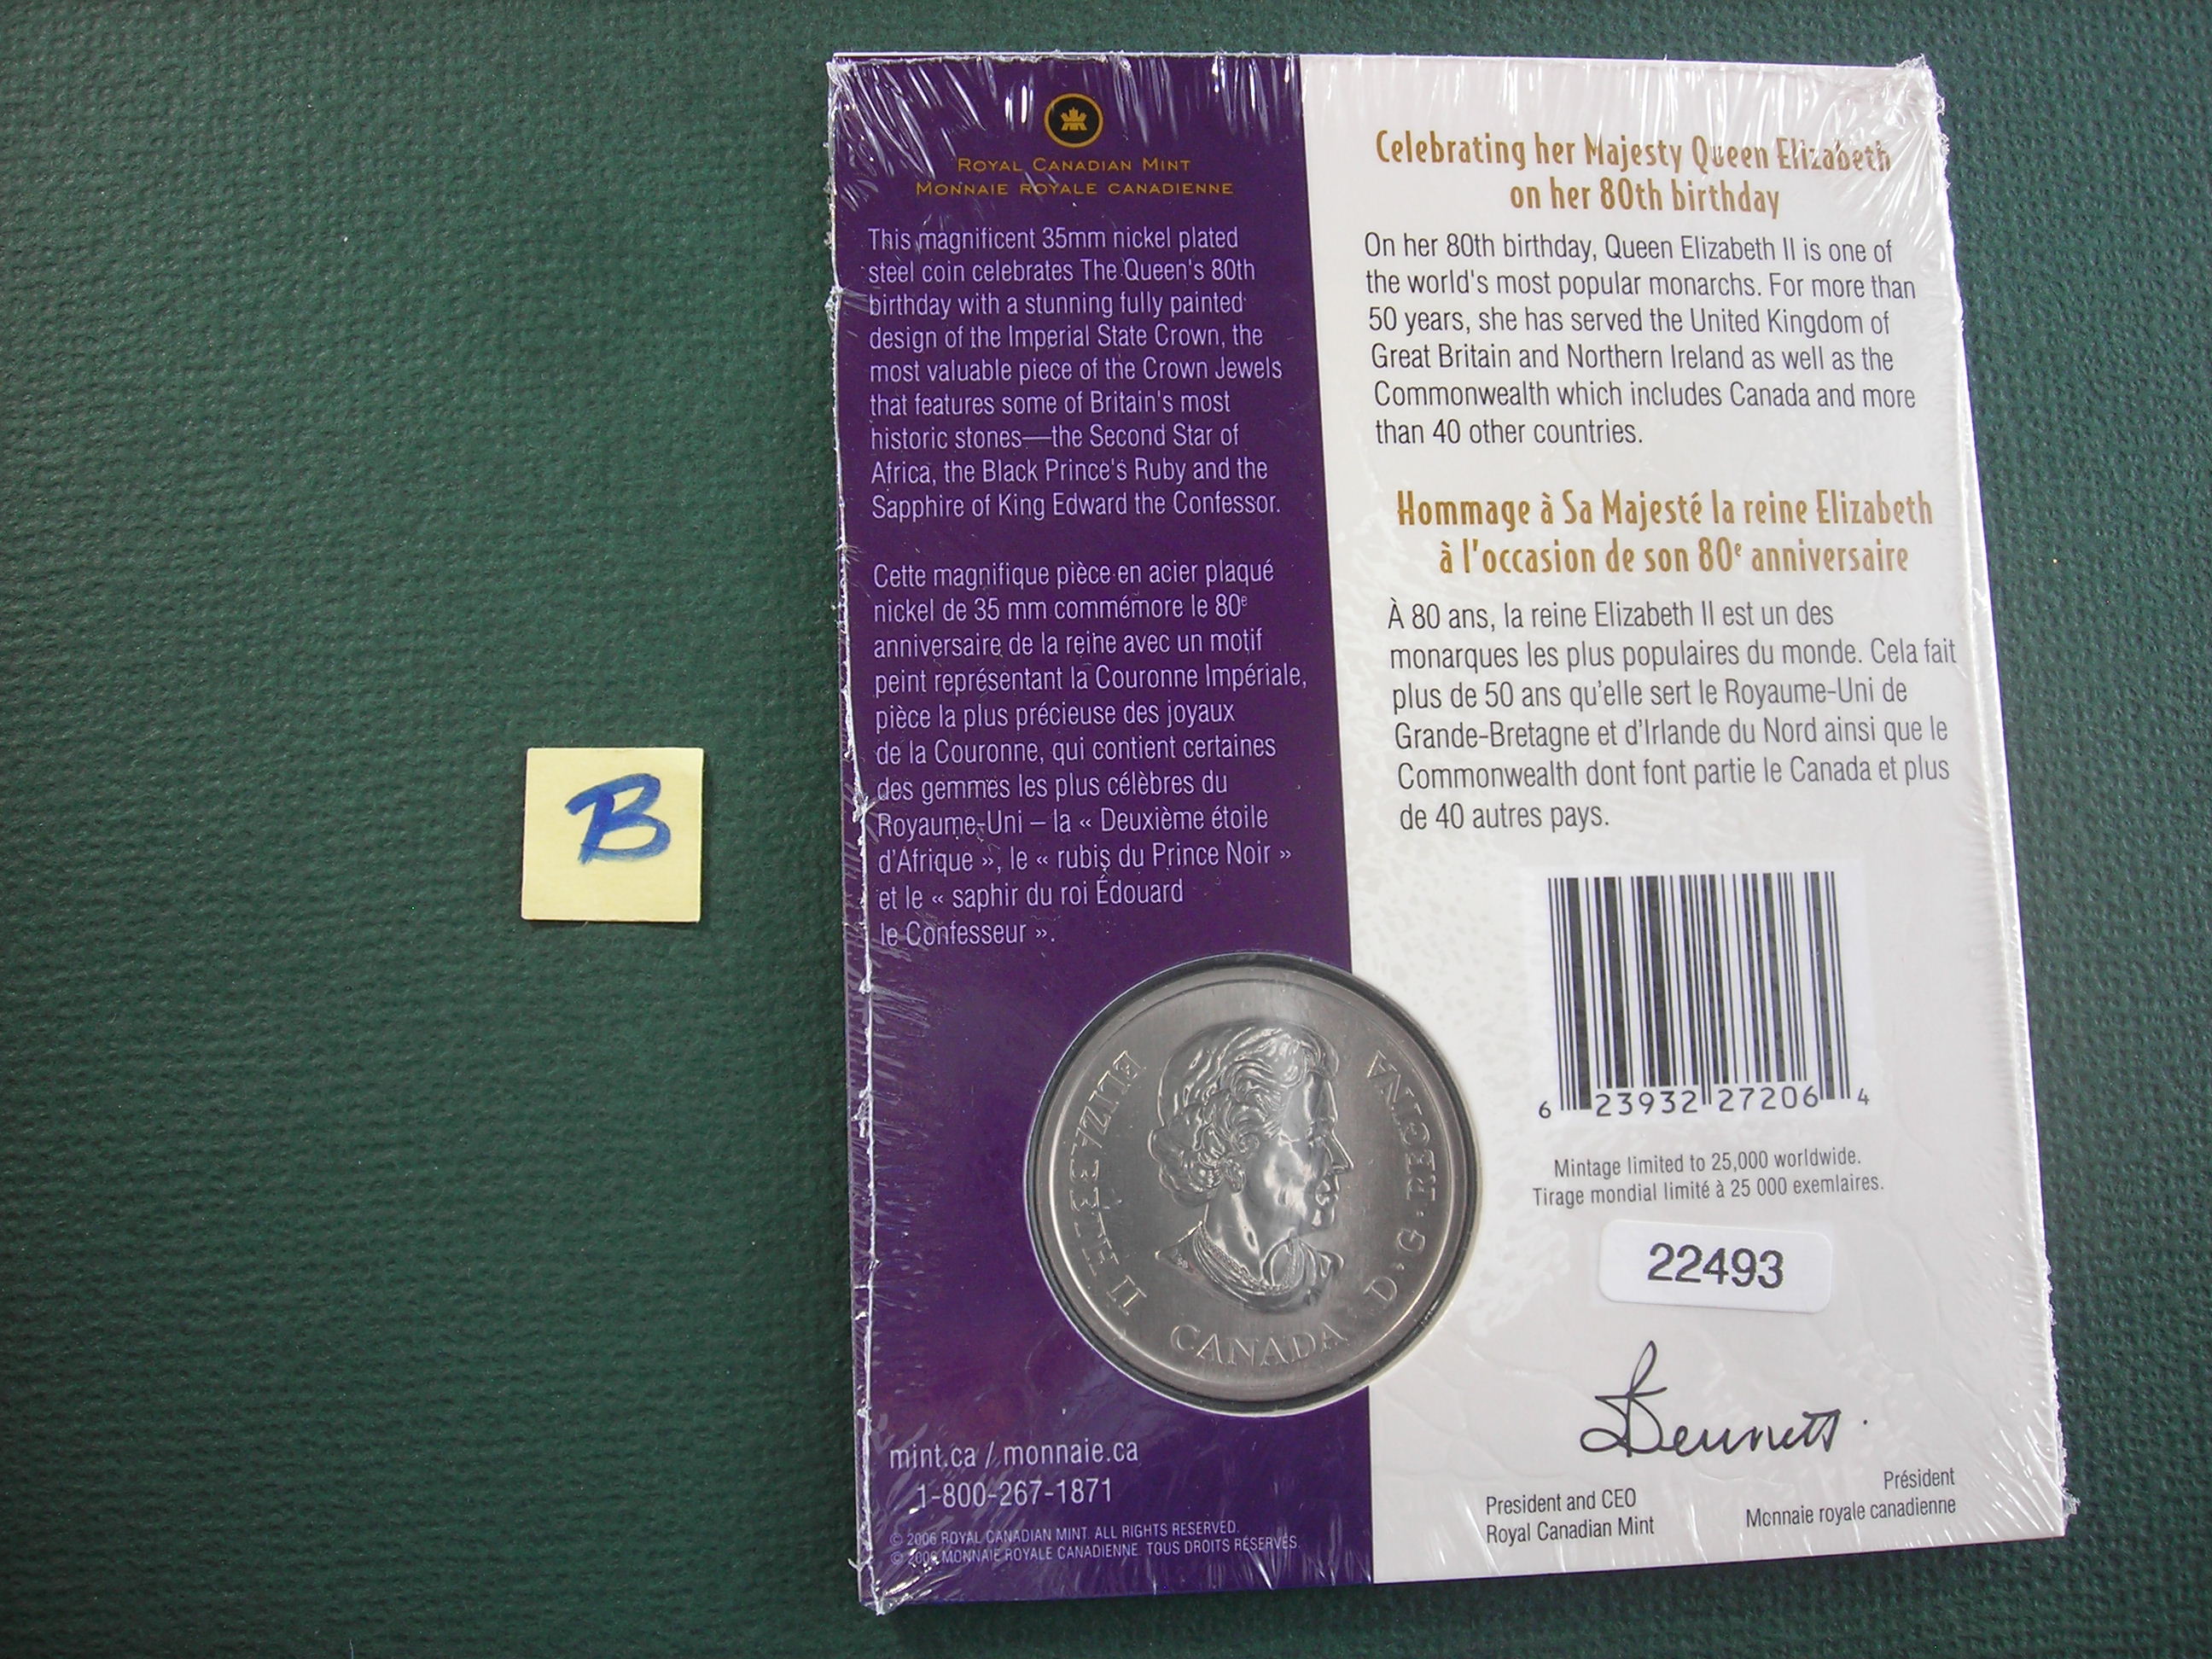 B
ROYAL CANADIAN MINT
MONNAIE ROYALE CANADIENNE
This magnificent 35mm nickel plated
steel coin celebrates The Queen's 80th
birthday with a stunning fully painted
design of the Imperial State Crown, the
most valuable piece of the Crown Jewels
that features some of Britain's most
historic stones—the Second Star of
Africa, the Black Prince's Ruby and the
Sapphire of King Edward the Confessor.
Cette magnifique pièce en acier plaqué
nickel de 35 mm commémore le 80e
anniversaire de la reine avec un motif
peint représentant la Couronne Impériale,
pièce la plus précieuse des joyaux
de la Couronne, qui contient certaines
des gemmes les plus célèbres du
Royaume-Uni – la « Deuxième étoile
d'Afrique », le « rubis du Prince Noir »
et le « saphir du roi Édouard
le Confesseur ».
ELIZABETH II D · G · REGINA
CANADA
mint.ca / monnaie.ca
1-800-267-1871
© 2006 ROYAL CANADIAN MINT. ALL RIGHTS RESERVED.
© 2006 MONNAIE ROYALE CANADIENNE. TOUS DROITS RÉSERVÉS.
Celebrating her Majesty Queen Elizabeth
on her 80th birthday
On her 80th birthday, Queen Elizabeth II is one of
the world's most popular monarchs. For more than
50 years, she has served the United Kingdom of
Great Britain and Northern Ireland as well as the
Commonwealth which includes Canada and more
than 40 other countries.
Hommage à Sa Majesté la reine Elizabeth
à l'occasion de son 80e anniversaire
À 80 ans, la reine Elizabeth II est un des
monarques les plus populaires du monde. Cela fait
plus de 50 ans qu'elle sert le Royaume-Uni de
Grande-Bretagne et d'Irlande du Nord ainsi que le
Commonwealth dont font partie le Canada et plus
de 40 autres pays.
6 23932 27206 4
Mintage limited to 25,000 worldwide.
Tirage mondial limité à 25 000 exemlaires.
22493
Bennett
President and CEO
Royal Canadian Mint
Président
Monnaie royale canadienne